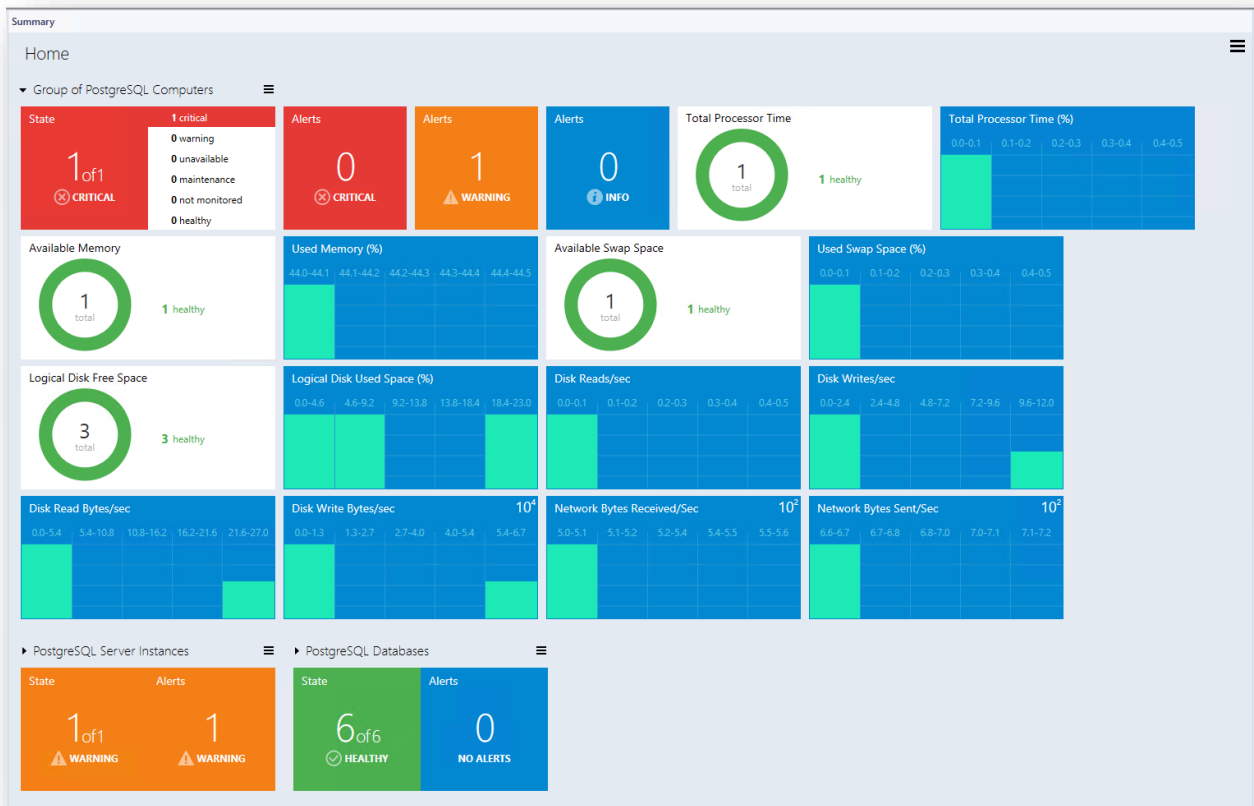 Summary
Home
Group of PostgreSQL Computers
State
1 of1
CRITICAL
1 critical
0 warning
0 unavailable
0 maintenance
0 not monitored
0 healthy
Alerts
0
CRITICAL
Alerts
1
WARNING
Alerts
0
INFO
Total Processor Time
1
total
1 healthy
Total Processor Time (%)
0.0-0.1 0.1-0.2 0.2-0.3 0.3-0.4 0.4-0.5
Available Memory
1
total
1 healthy
Used Memory (%)
44.0-44.1 44.1-44.2 44.2-44.3 44.3-44.4 44.4-44.5
Available Swap Space
1
total
1 healthy
Used Swap Space (%)
0.0-0.1 0.1-0.2 0.2-0.3 0.3-0.4 0.4-0.5
Logical Disk Free Space
3
total
3 healthy
Logical Disk Used Space (%)
0.0-4.6 4.6-9.2 9.2-13.8 13.8-18.4 18.4-23.0
Disk Reads/sec
0.0-0.1 0.1-0.2 0.2-0.3 0.3-0.4 0.4-0.5
Disk Writes/sec
0.0-2.4 2.4-4.8 4.8-7.2 7.2-9.6 9.6-12.0
Disk Read Bytes/sec
0.0-5.4 5.4-10.8 10.8-16.2 16.2-21.6 21.6-27.0
Disk Write Bytes/sec 10⁴
0.0-1.3 1.3-2.7 2.7-4.0 4.0-5.4 5.4-6.7
Network Bytes Received/Sec 10²
5.0-5.1 5.1-5.2 5.2-5.4 5.4-5.5 5.5-5.6
Network Bytes Sent/Sec 10²
6.6-6.7 6.7-6.8 6.8-7.0 7.0-7.1 7.1-7.2
PostgreSQL Server Instances
State
1 of1
WARNING
Alerts
1
WARNING
PostgreSQL Databases
State
6 of6
HEALTHY
Alerts
0
NO ALERTS